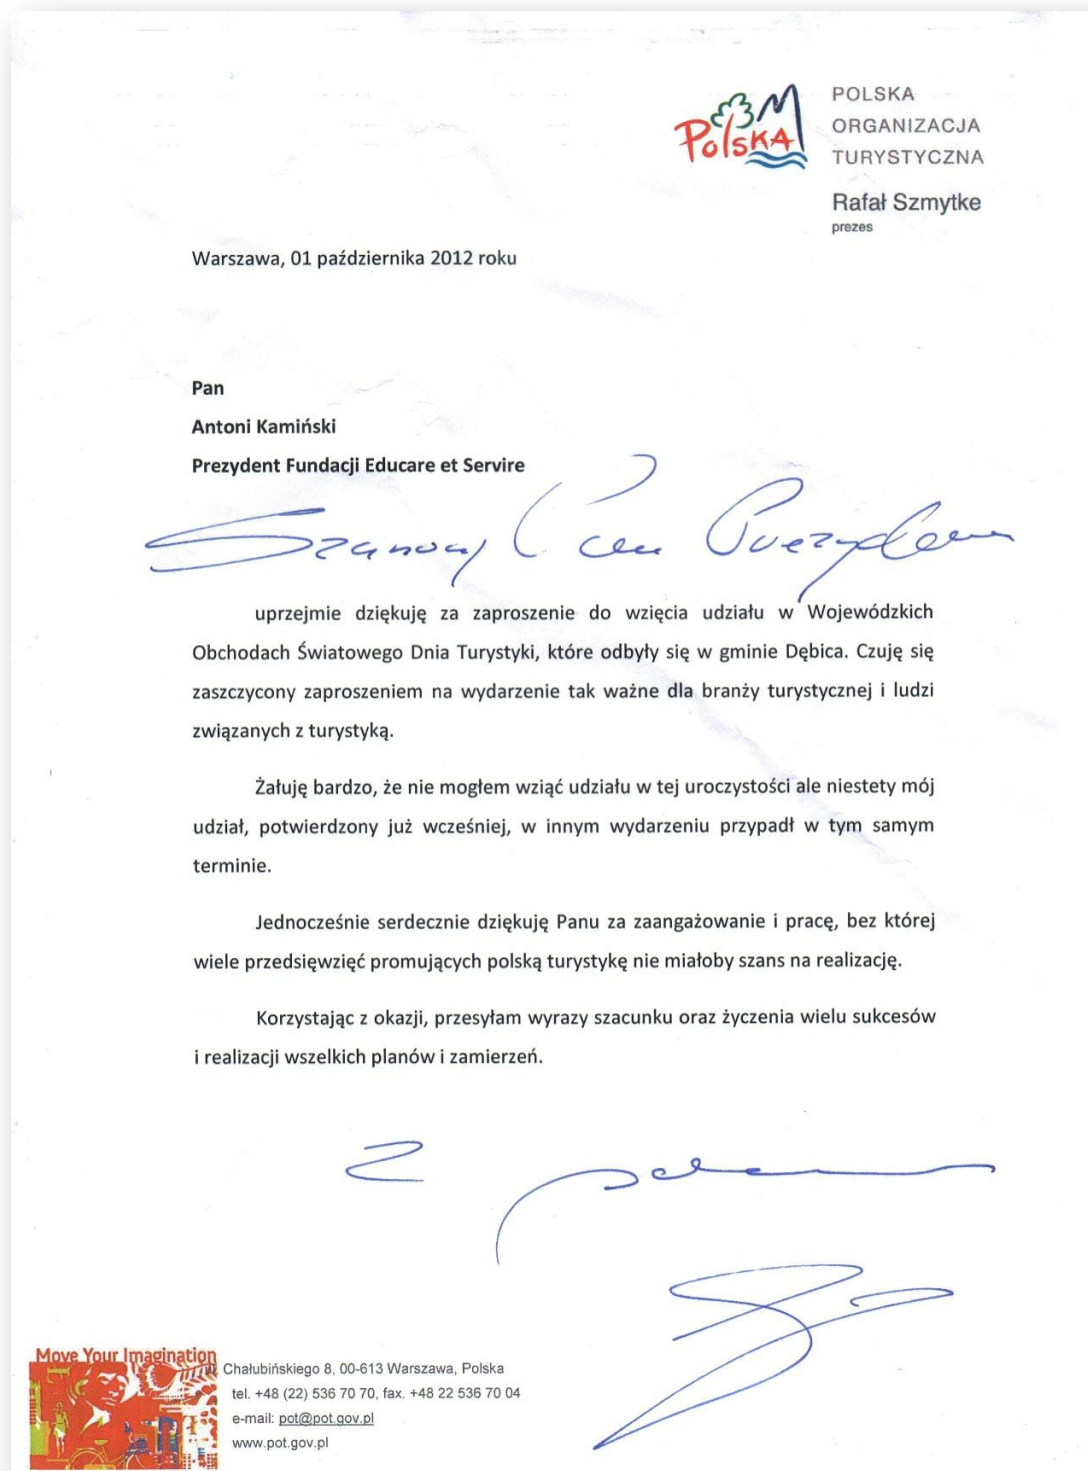 Polska
POLSKA
ORGANIZACJA
TURYSTYCZNA
Rafał Szmytke
prezes
Warszawa, 01 października 2012 roku
Pan
Antoni Kamiński
Prezydent Fundacji Educare et Servire
Szanowny Panie Prezydencie
uprzejmie dziękuję za zaproszenie do wzięcia udziału w Wojewódzkich
Obchodach Światowego Dnia Turystyki, które odbyły się w gminie Dębica. Czuję się
zaszczycony zaproszeniem na wydarzenie tak ważne dla branży turystycznej i ludzi
związanych z turystyką.
Żałuję bardzo, że nie mogłem wziąć udziału w tej uroczystości ale niestety mój
udział, potwierdzony już wcześniej, w innym wydarzeniu przypadł w tym samym
terminie.
Jednocześnie serdecznie dziękuję Panu za zaangażowanie i pracę, bez której
wiele przedsięwzięć promujących polską turystykę nie miałoby szans na realizację.
Korzystając z okazji, przesyłam wyrazy szacunku oraz życzenia wielu sukcesów
i realizacji wszelkich planów i zamierzeń.
Z
Move Your Imagination
Chałubińskiego 8, 00-613 Warszawa, Polska
tel. +48 (22) 536 70 70, fax. +48 22 536 70 04
e-mail: pot@pot.gov.pl
www.pot.gov.pl